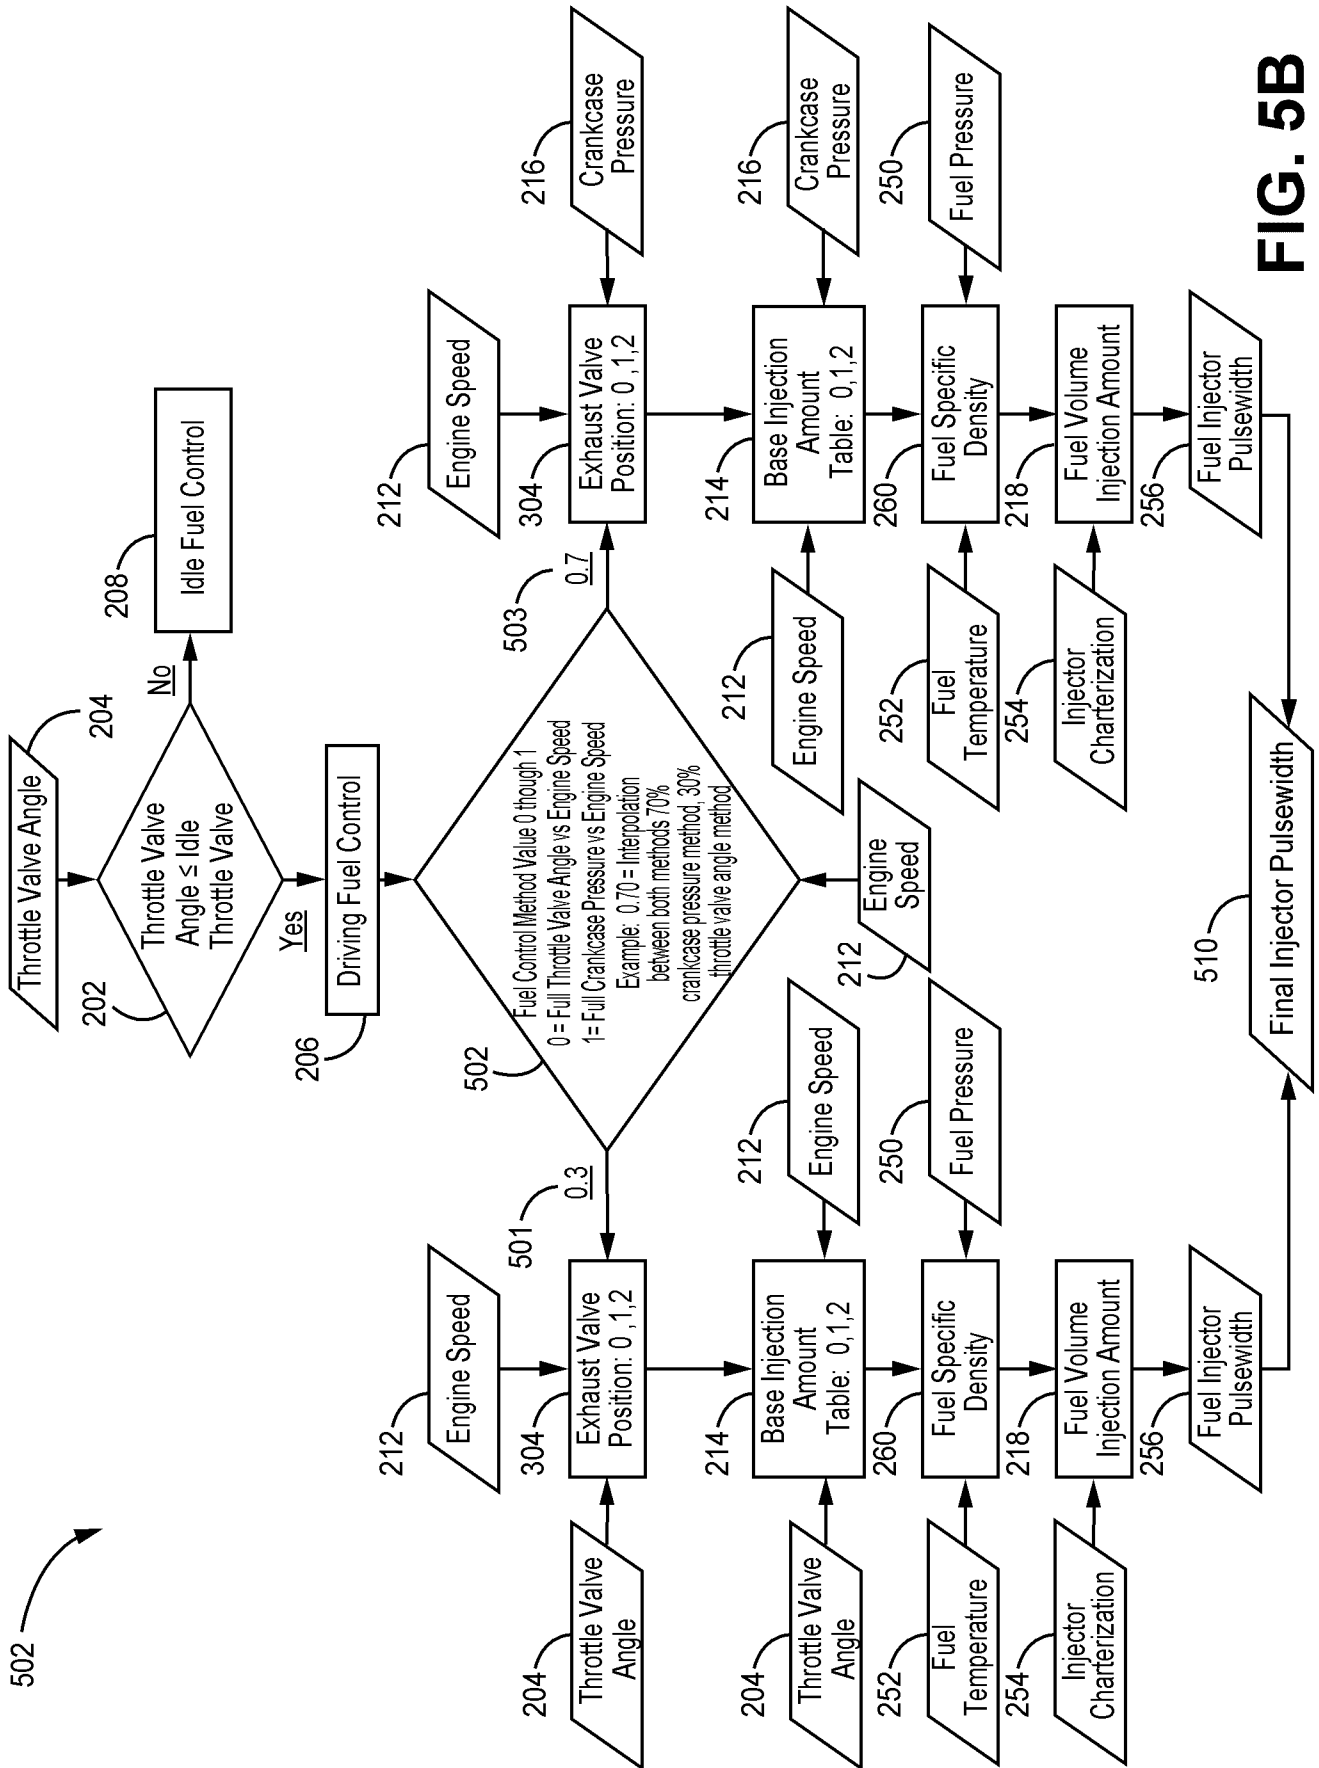 502
Throttle Valve Angle
204
202
Throttle Valve
Angle ≤ Idle
Throttle Valve
No
208
Idle Fuel Control
Yes
206
Driving Fuel Control
502
Fuel Control Method Value 0 though 1
0 = Full Throttle Valve Angle vs Engine Speed
1= Full Crankcase Pressure vs Engine Speed
Example: 0.70 = Interpolation
between both methods 70%
crankcase pressure method, 30%
throttle valve angle method
212
Engine
Speed
501
0.3
503
0.7
212
Engine Speed
204
Throttle Valve
Angle
304
Exhaust Valve
Position: 0 ,1,2
204
Throttle Valve
Angle
214
Base Injection
Amount
Table: 0,1,2
212
Engine Speed
252
Fuel
Temperature
260
Fuel Specific
Density
250
Fuel Pressure
254
Injector
Charterization
218
Fuel Volume
Injection Amount
256
Fuel Injector
Pulsewidth
212
Engine Speed
304
Exhaust Valve
Position: 0 ,1,2
216
Crankcase
Pressure
212
Engine Speed
214
Base Injection
Amount
Table: 0,1,2
216
Crankcase
Pressure
252
Fuel
Temperature
260
Fuel Specific
Density
250
Fuel Pressure
254
Injector
Charterization
218
Fuel Volume
Injection Amount
256
Fuel Injector
Pulsewidth
510
Final Injector Pulsewidth
FIG. 5B